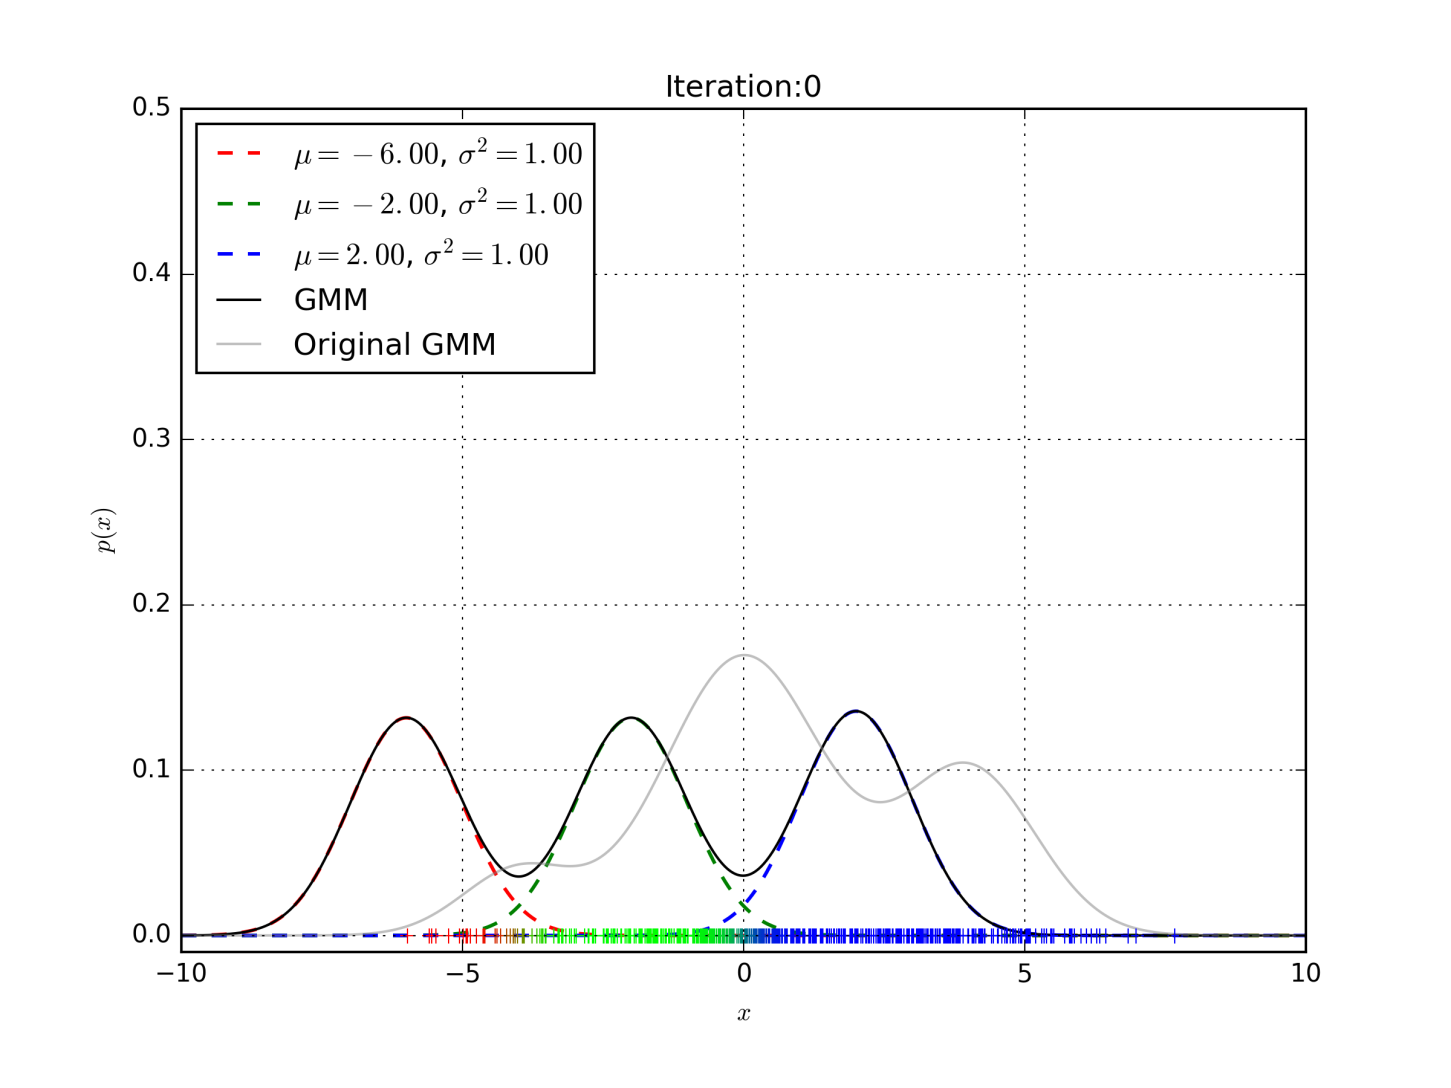 Iteration:0
0.5
μ = −6.00, σ² = 1.00
μ = −2.00, σ² = 1.00
μ = 2.00, σ² = 1.00
GMM
Original GMM
0.4
0.3
0.2
0.1
0.0
p(x)
−10 −5 0 5 10
x